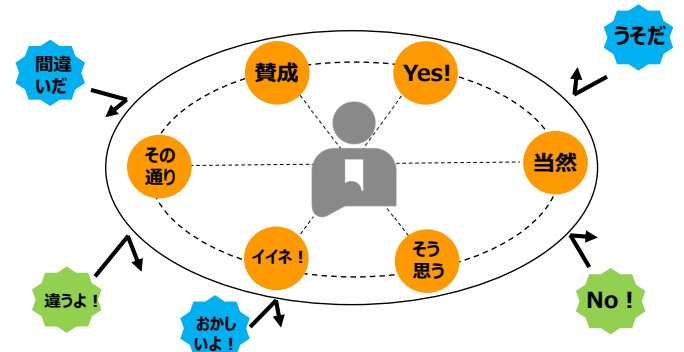 うそだ
間違
いだ
賛成
Yes!
その
通り
当然
イイネ！
そう
思う
違うよ！
No！
おかし
いよ！